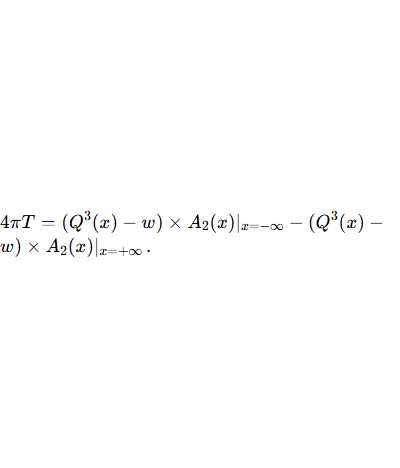 4πT = (Q³(x) − w) × A₂(x)|ₓ₌₋∞ − (Q³(x) −
w) × A₂(x)|ₓ₌₊∞ .